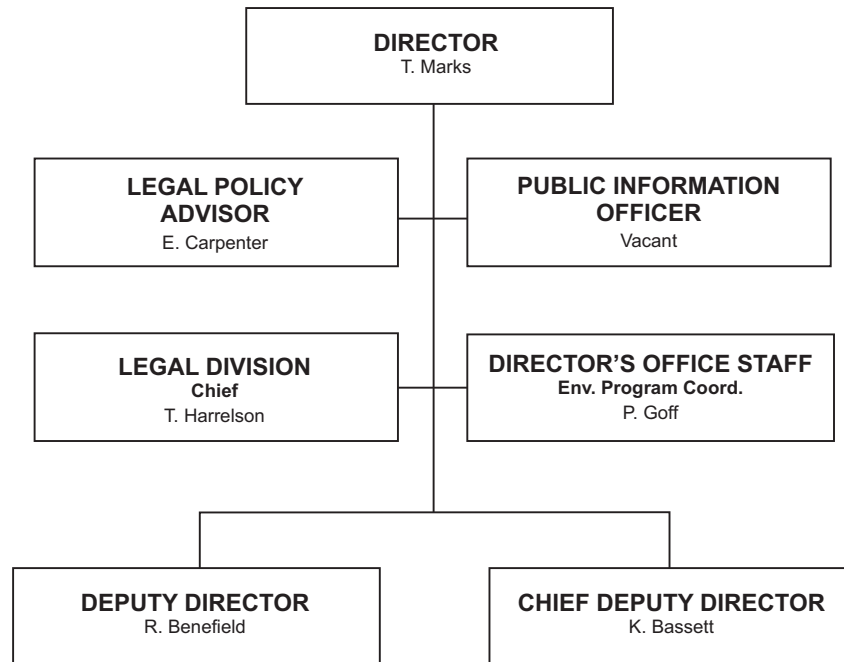 DIRECTOR
T. Marks
LEGAL POLICY
ADVISOR
E. Carpenter
PUBLIC INFORMATION
OFFICER
Vacant
LEGAL DIVISION
Chief
T. Harrelson
DIRECTOR’S OFFICE STAFF
Env. Program Coord.
P. Goff
DEPUTY DIRECTOR
R. Benefield
CHIEF DEPUTY DIRECTOR
K. Bassett